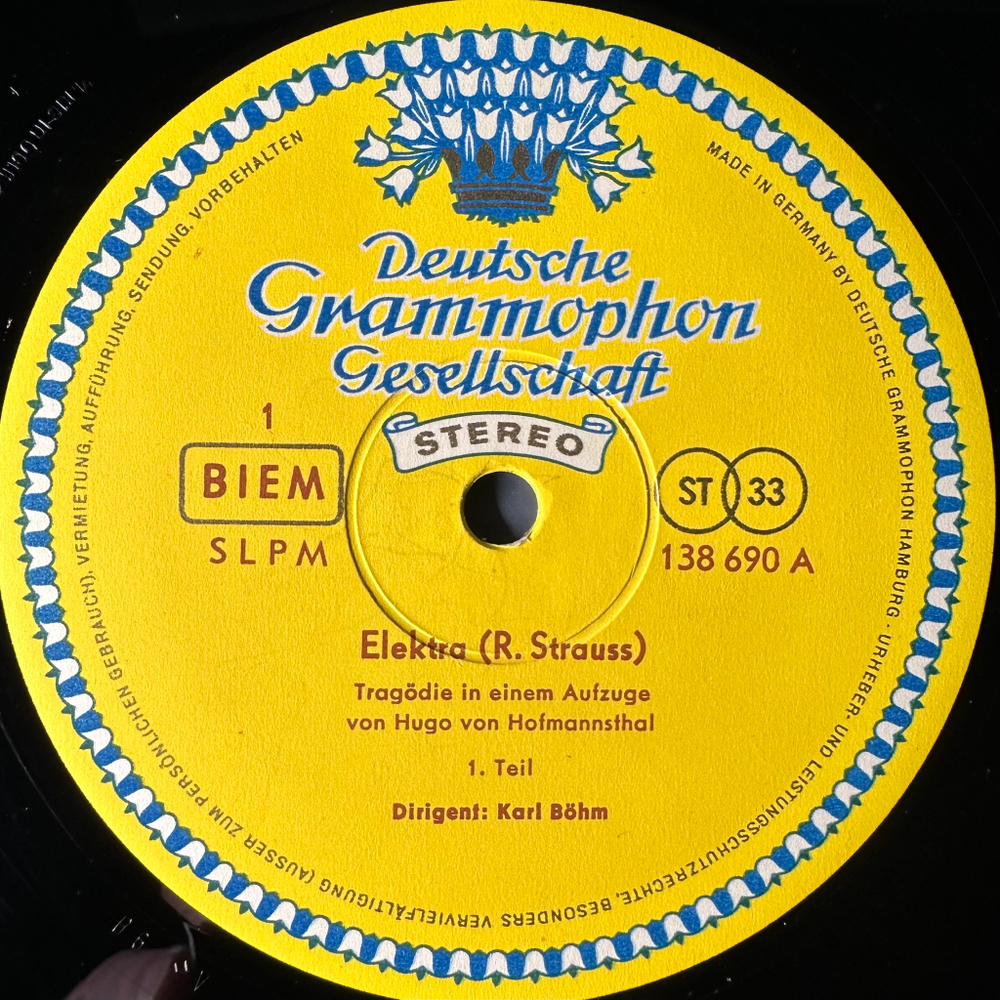 Deutsche
Grammophon
Gesellschaft
STEREO
1
BIEM
SLPM
ST 33
138 690 A
Elektra (R. Strauss)
Tragödie in einem Aufzuge
von Hugo von Hofmannsthal
1. Teil
Dirigent: Karl Böhm
MADE IN GERMANY BY DEUTSCHE GRAMMOPHON HAMBURG · URHEBER- UND LEISTUNGSSCHUTZRECHTE, BESONDERS VERVIELFÄLTIGUNG (AUSSER ZUM PERSÖNLICHEN GEBRAUCH), VERMIETUNG, AUFFÜHRUNG, SENDUNG, VORBEHALTEN